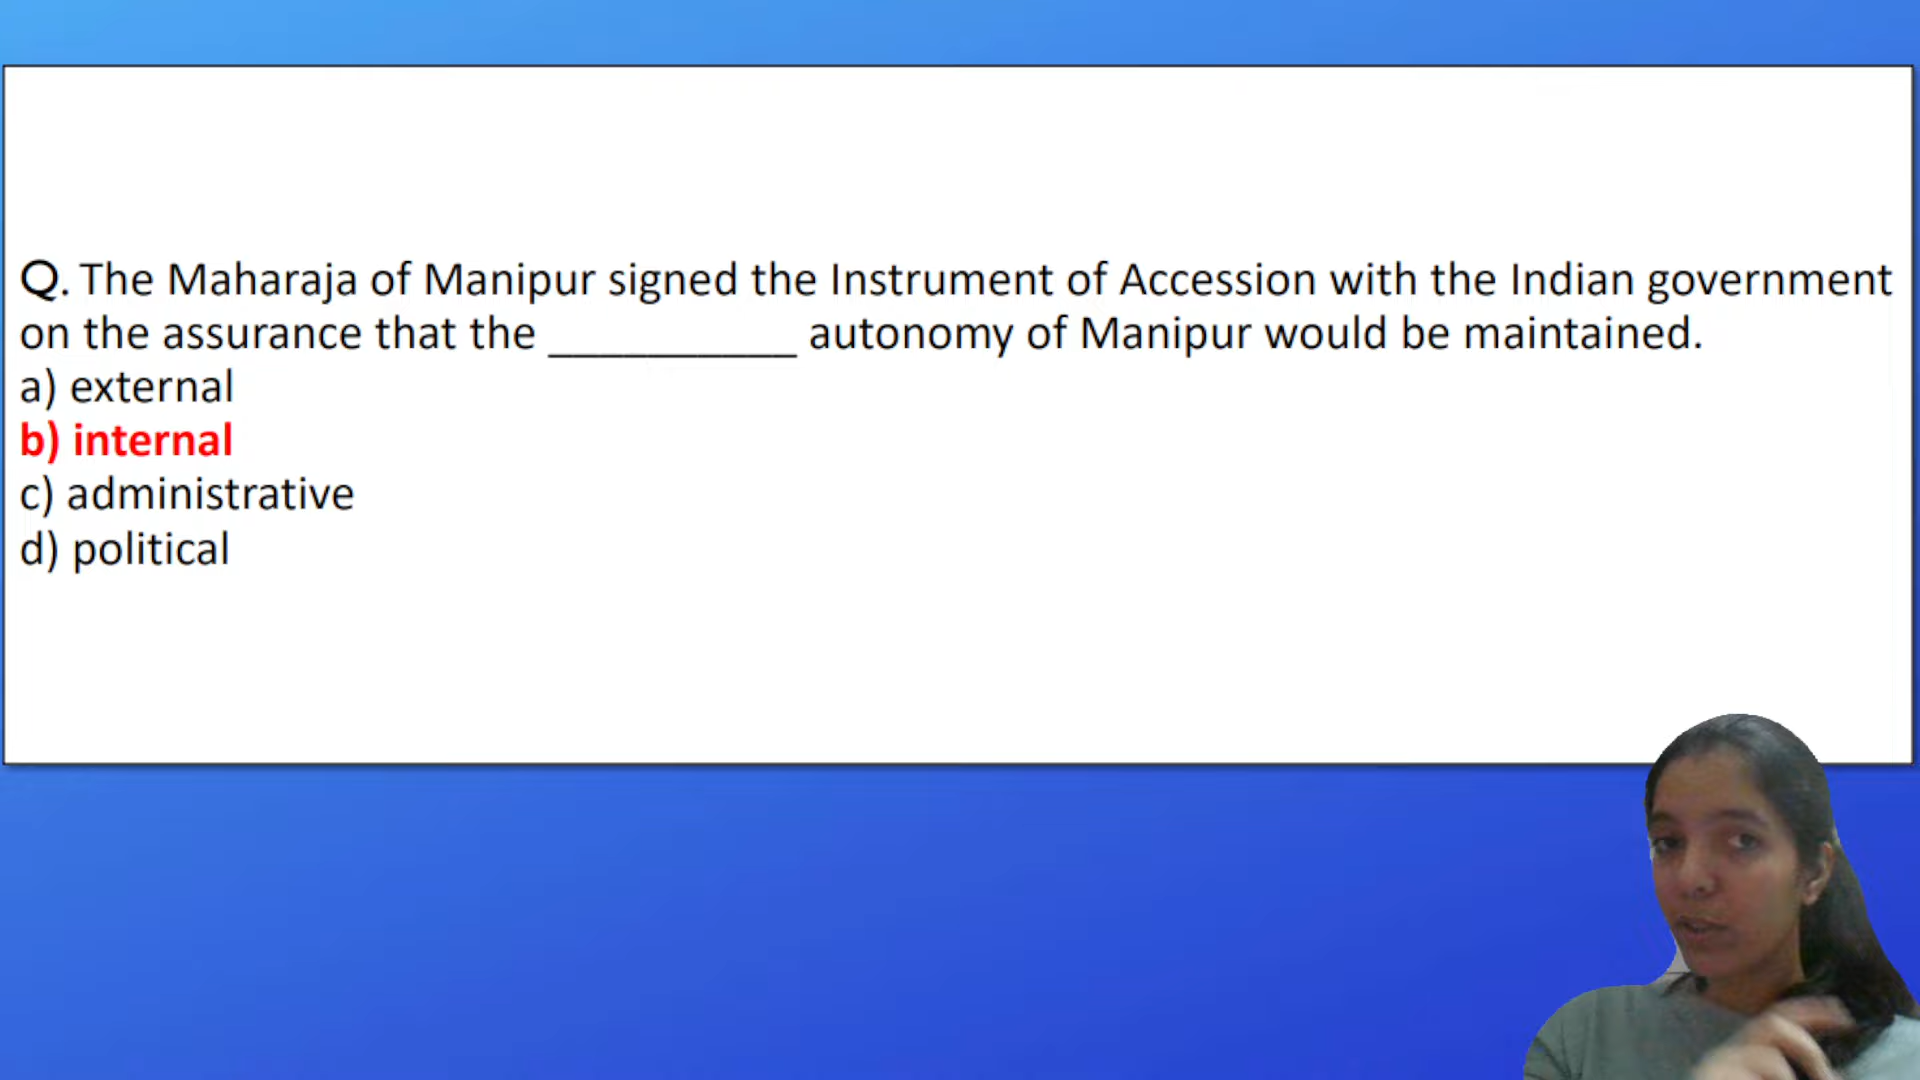 Q. The Maharaja of Manipur signed the Instrument of Accession with the Indian government
on the assurance that the __________ autonomy of Manipur would be maintained.
a) external
b) internal
c) administrative
d) political